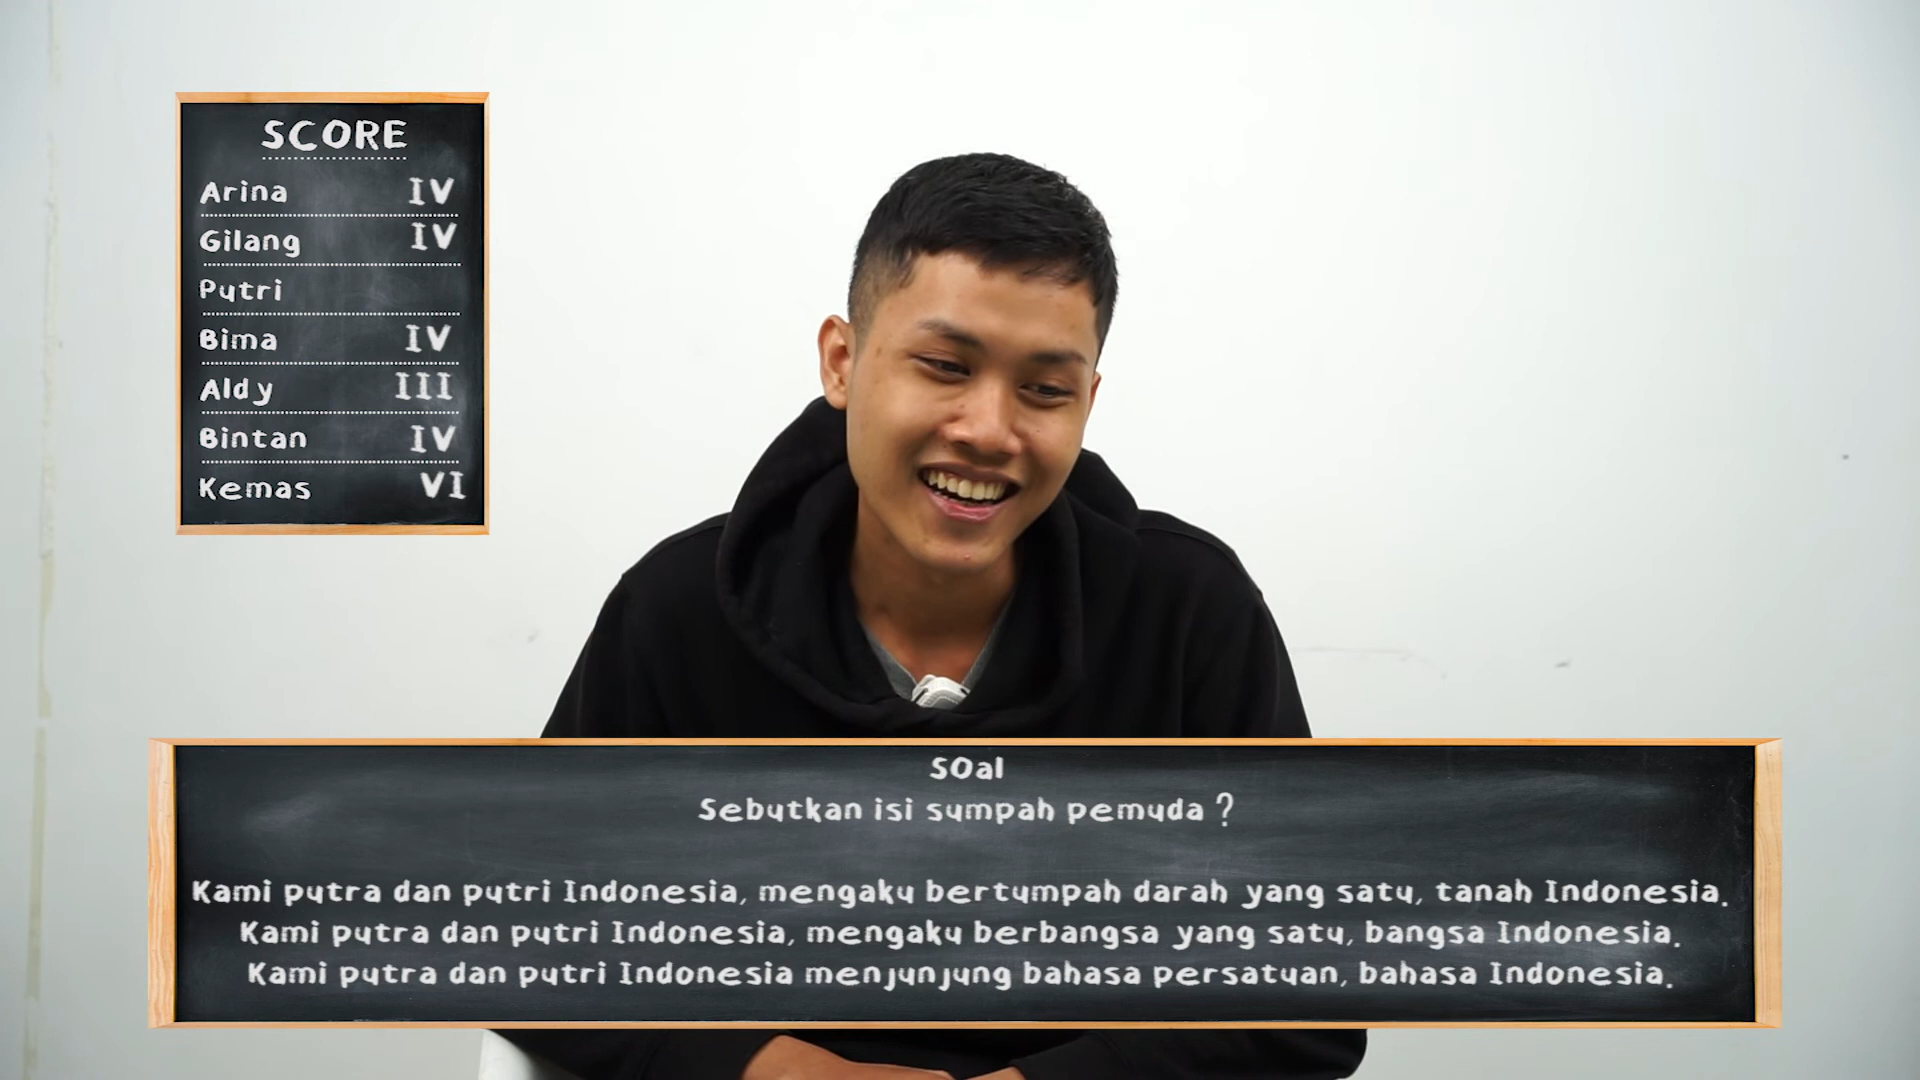 SCORE
Arina IV
Gilang IV
Putri
Bima IV
Aldy III
Bintan IV
Kemas VI
SOal
Sebutkan isi sumpah pemuda ?
Kami putra dan putri Indonesia, mengaku bertumpah darah yang satu, tanah Indonesia.
Kami putra dan putri Indonesia, mengaku berbangsa yang satu, bangsa Indonesia.
Kami putra dan putri Indonesia menjunjung bahasa persatuan, bahasa Indonesia.